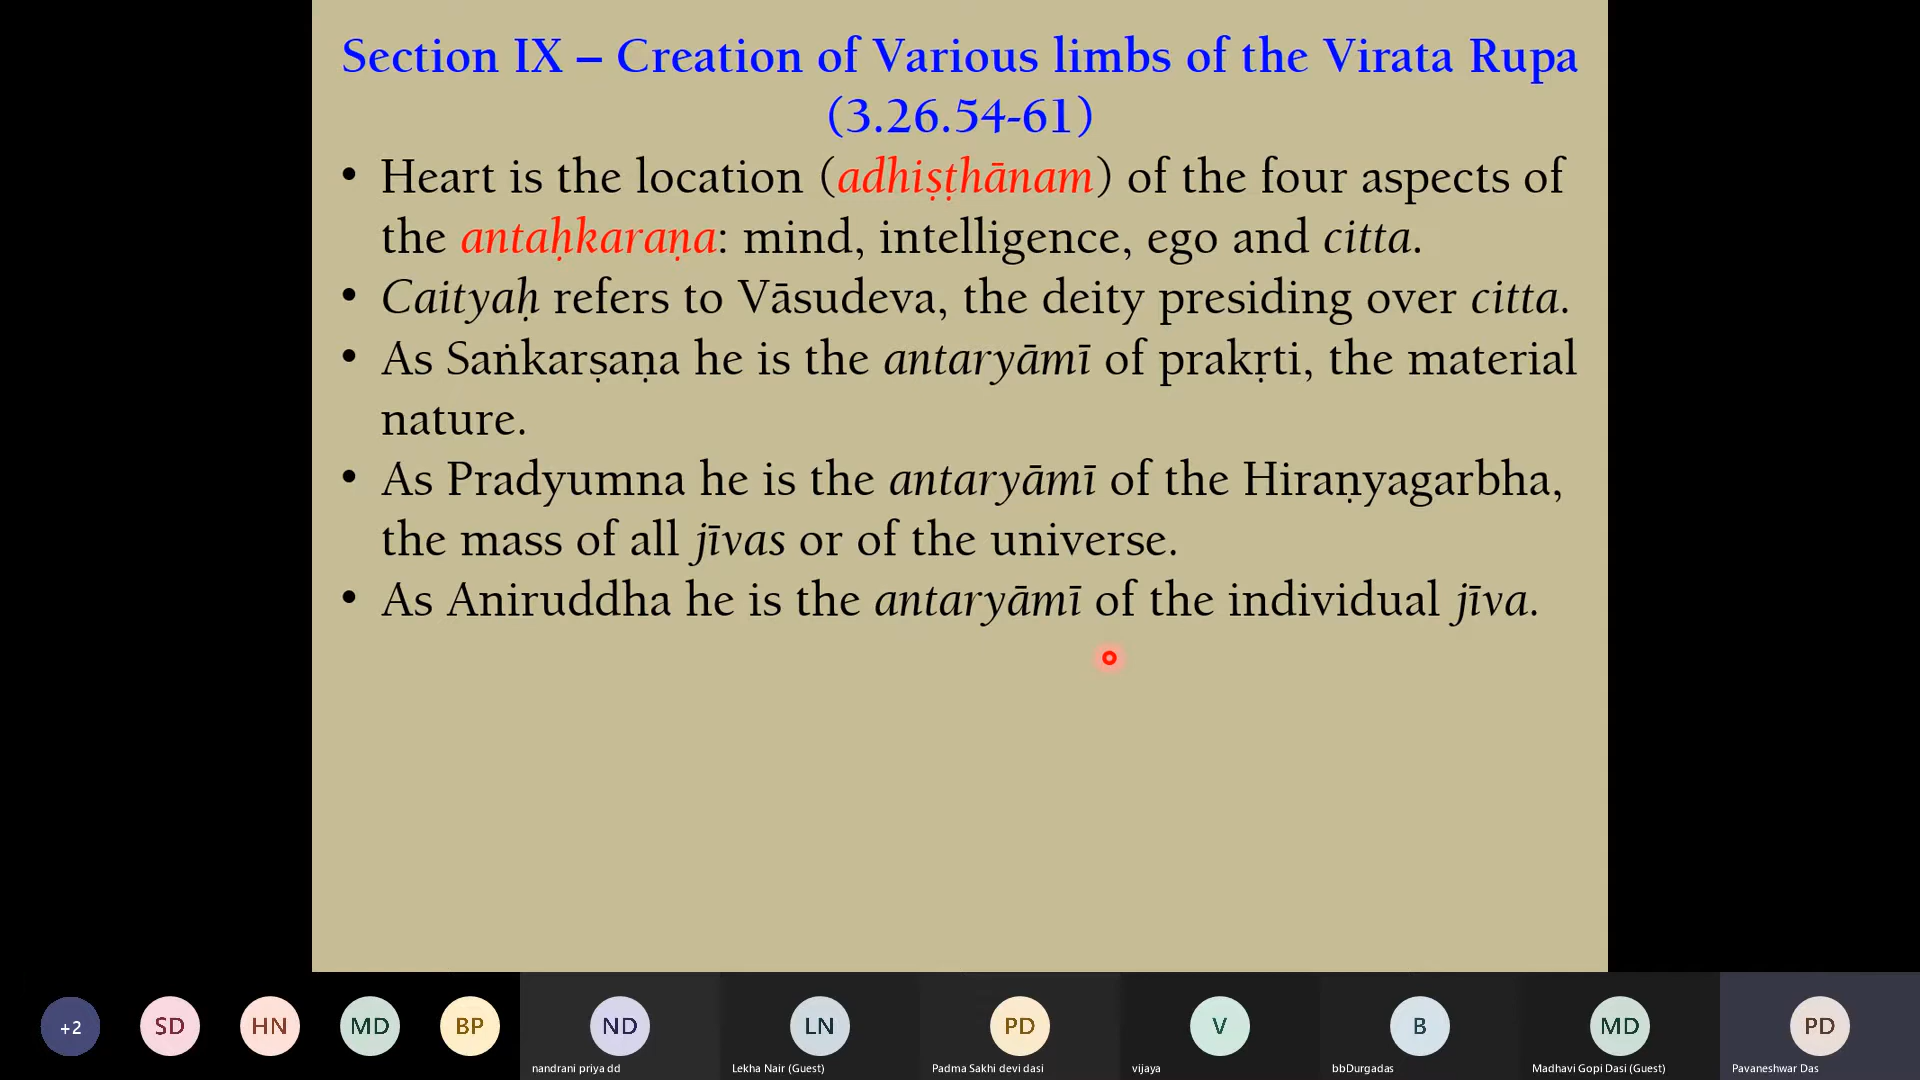 Section IX – Creation of Various limbs of the Virata Rupa
(3.26.54-61)
• Heart is the location (adhiṣṭhānam) of the four aspects of
the antaḥkaraṇa: mind, intelligence, ego and citta.
• Caityaḥ refers to Vāsudeva, the deity presiding over citta.
• As Saṅkarṣaṇa he is the antaryāmī of prakṛti, the material
nature.
• As Pradyumna he is the antaryāmī of the Hiraṇyagarbha,
the mass of all jīvas or of the universe.
• As Aniruddha he is the antaryāmī of the individual jīva.
+2 SD HN MD BP ND LN PD V B MD PD
nandrani priya dd Lekha Nair (Guest) Padma Sakhi devi dasi vijaya bbDurgadas Madhavi Gopi Dasi (Guest) Pavaneshwar Das